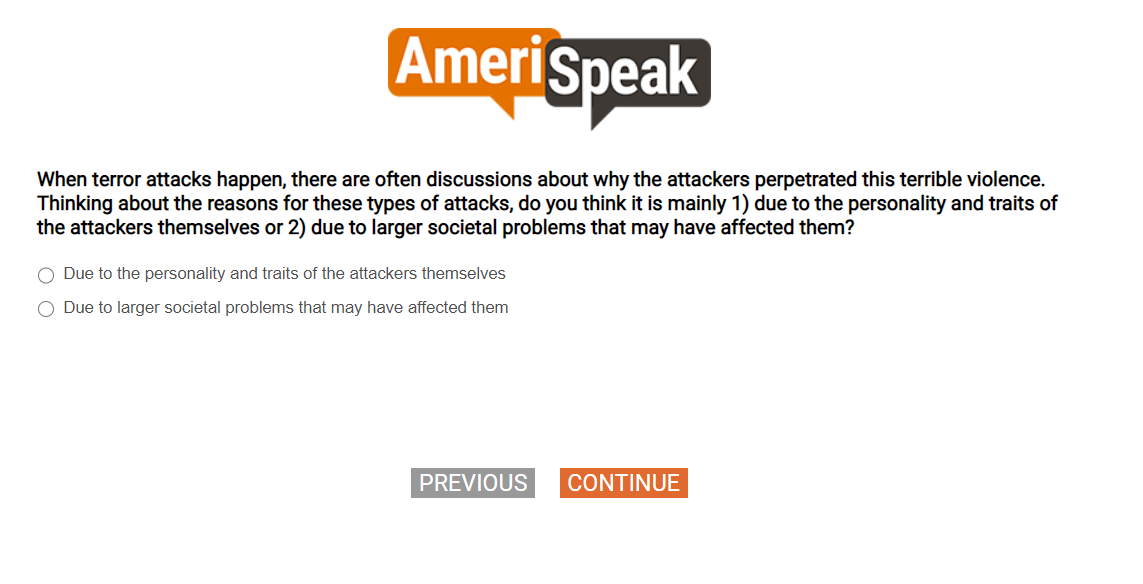 AmeriSpeak
When terror attacks happen, there are often discussions about why the attackers perpetrated this terrible violence.
Thinking about the reasons for these types of attacks, do you think it is mainly 1) due to the personality and traits of
the attackers themselves or 2) due to larger societal problems that may have affected them?
Due to the personality and traits of the attackers themselves
Due to larger societal problems that may have affected them
PREVIOUS CONTINUE